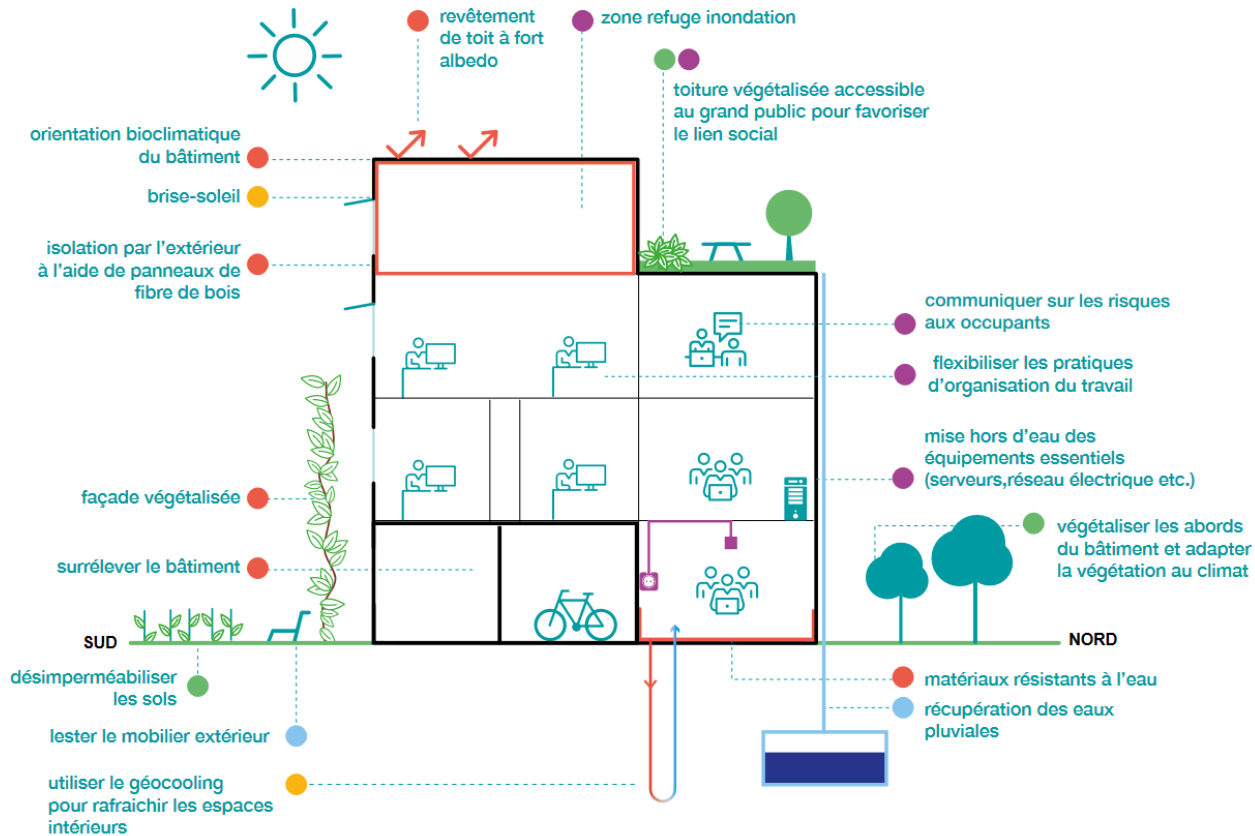 revêtement
de toit à fort
albedo
zone refuge inondation
toiture végétalisée accessible
au grand public pour favoriser
le lien social
orientation bioclimatique
du bâtiment
brise-soleil
isolation par l'extérieur
à l'aide de panneaux de
fibre de bois
communiquer sur les risques
aux occupants
flexibiliser les pratiques
d'organisation du travail
mise hors d'eau des
équipements essentiels
(serveurs,réseau électrique etc.)
façade végétalisée
végétaliser les abords
du bâtiment et adapter
la végétation au climat
surrélever le bâtiment
SUD
NORD
désimperméabiliser
les sols
matériaux résistants à l'eau
récupération des eaux
pluviales
lester le mobilier extérieur
utiliser le géocooling
pour rafraichir les espaces
intérieurs